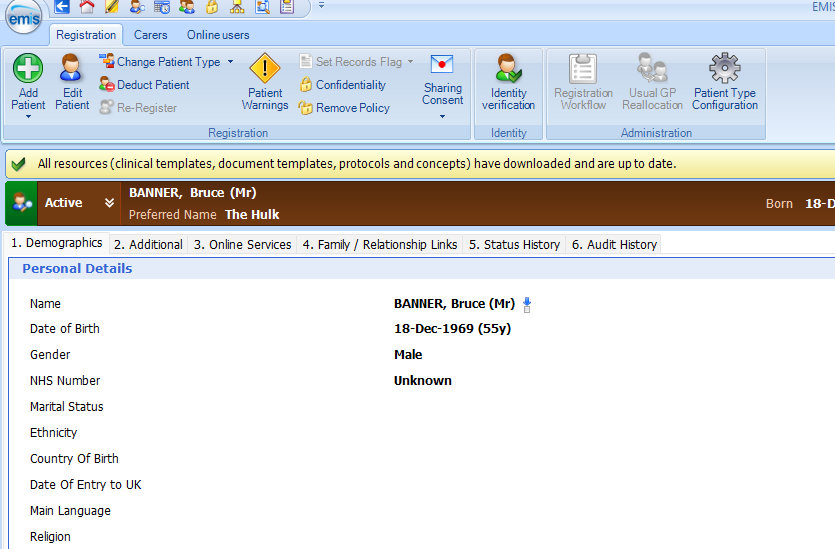 emis
EMIS
Registration Carers Online users
Add Patient
Edit Patient
Change Patient Type
Deduct Patient
Re-Register
Patient Warnings
Set Records Flag
Confidentiality
Remove Policy
Sharing Consent
Registration
Identity verification
Identity
Registration Workflow
Usual GP Reallocation
Patient Type Configuration
Administration
All resources (clinical templates, document templates, protocols and concepts) have downloaded and are up to date.
Active
BANNER, Bruce (Mr)
Preferred Name The Hulk
Born 18-D
1. Demographics 2. Additional 3. Online Services 4. Family / Relationship Links 5. Status History 6. Audit History
Personal Details
Name BANNER, Bruce (Mr)
Date of Birth 18-Dec-1969 (55y)
Gender Male
NHS Number Unknown
Marital Status
Ethnicity
Country Of Birth
Date Of Entry to UK
Main Language
Religion